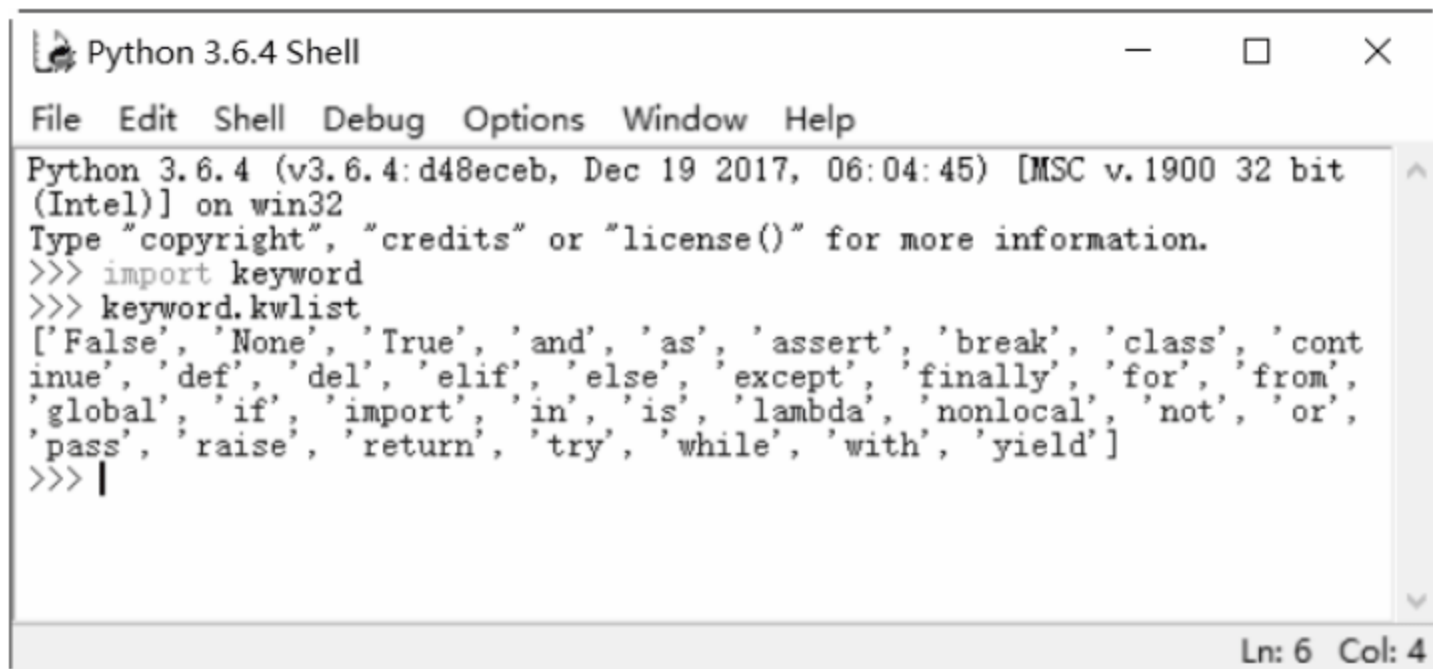 Python 3.6.4 Shell
File Edit Shell Debug Options Window Help
Python 3.6.4 (v3.6.4:d48eceb, Dec 19 2017, 06:04:45) [MSC v.1900 32 bit
(Intel)] on win32
Type "copyright", "credits" or "license()" for more information.
>>> import keyword
>>> keyword.kwlist
['False', 'None', 'True', 'and', 'as', 'assert', 'break', 'class', 'cont
inue', 'def', 'del', 'elif', 'else', 'except', 'finally', 'for', 'from',
'global', 'if', 'import', 'in', 'is', 'lambda', 'nonlocal', 'not', 'or',
'pass', 'raise', 'return', 'try', 'while', 'with', 'yield']
>>>
Ln: 6 Col: 4